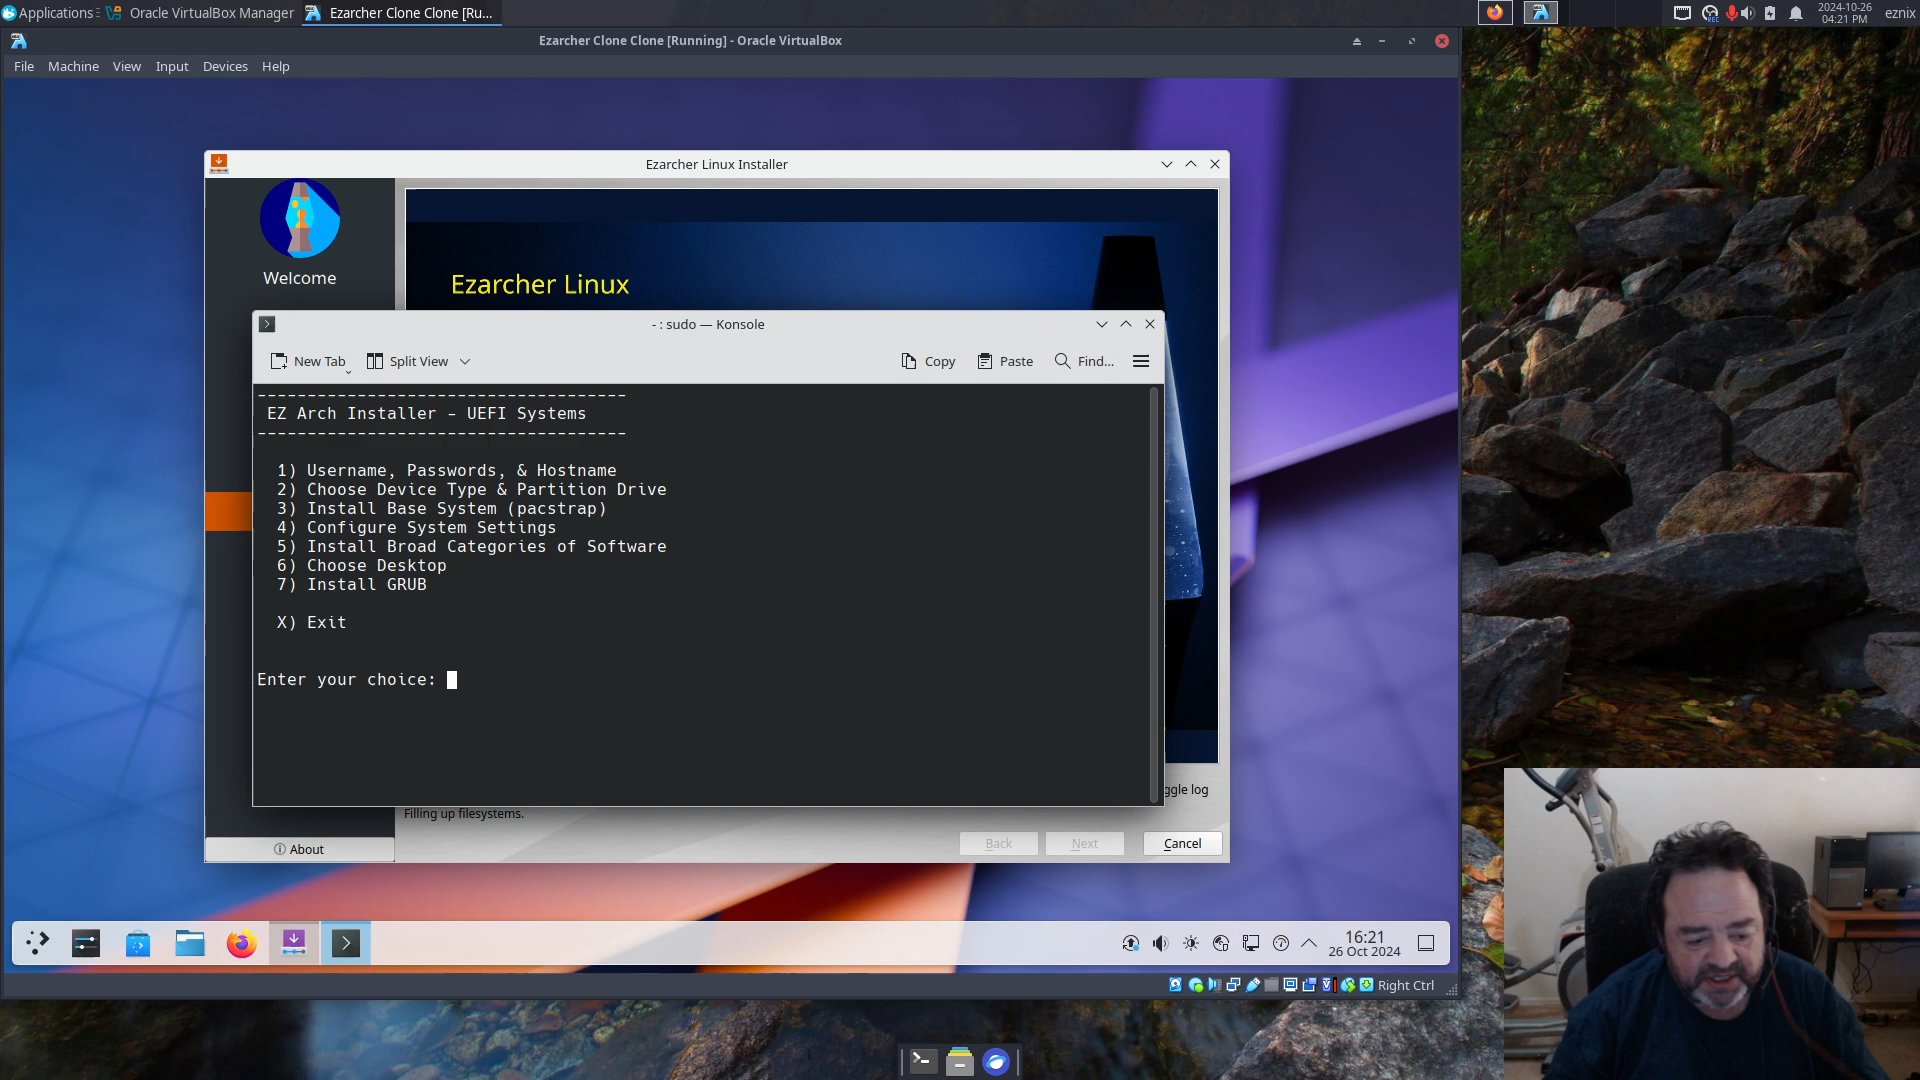 Applications
Oracle VirtualBox Manager
Ezarcher Clone Clone [Ru...
REC
2024-10-26
04:21 PM
eznix
Ezarcher Clone Clone [Running] - Oracle VirtualBox
File Machine View Input Devices Help
Ezarcher Linux Installer
Welcome
Ezarcher Linux
- : sudo — Konsole
New Tab Split View Copy Paste Find...
-------------------------------------
EZ Arch Installer - UEFI Systems
-------------------------------------
1) Username, Passwords, & Hostname
2) Choose Device Type & Partition Drive
3) Install Base System (pacstrap)
4) Configure System Settings
5) Install Broad Categories of Software
6) Choose Desktop
7) Install GRUB
X) Exit
Enter your choice:
ggle log
Filling up filesystems.
About
Back Next Cancel
16:21
26 Oct 2024
Right Ctrl